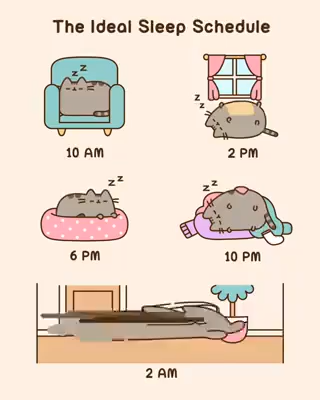 The Ideal Sleep Schedule
z z
z z
10 AM
2 PM
z z
z z
6 PM
10 PM
2 AM